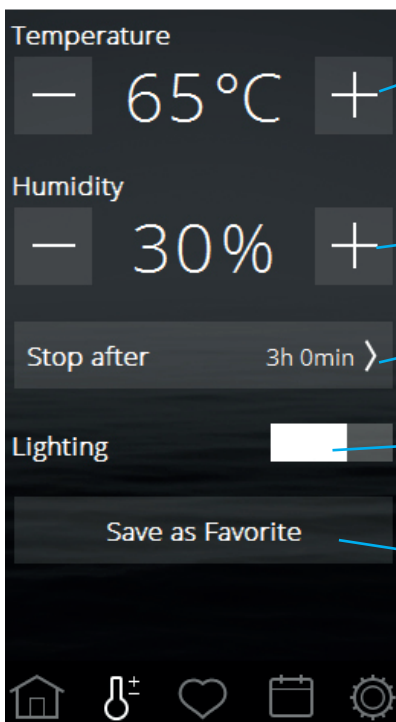 Temperature
− 65°C +
Humidity
− 30% +
Stop after 3h 0min 〉
Lighting
Save as Favorite